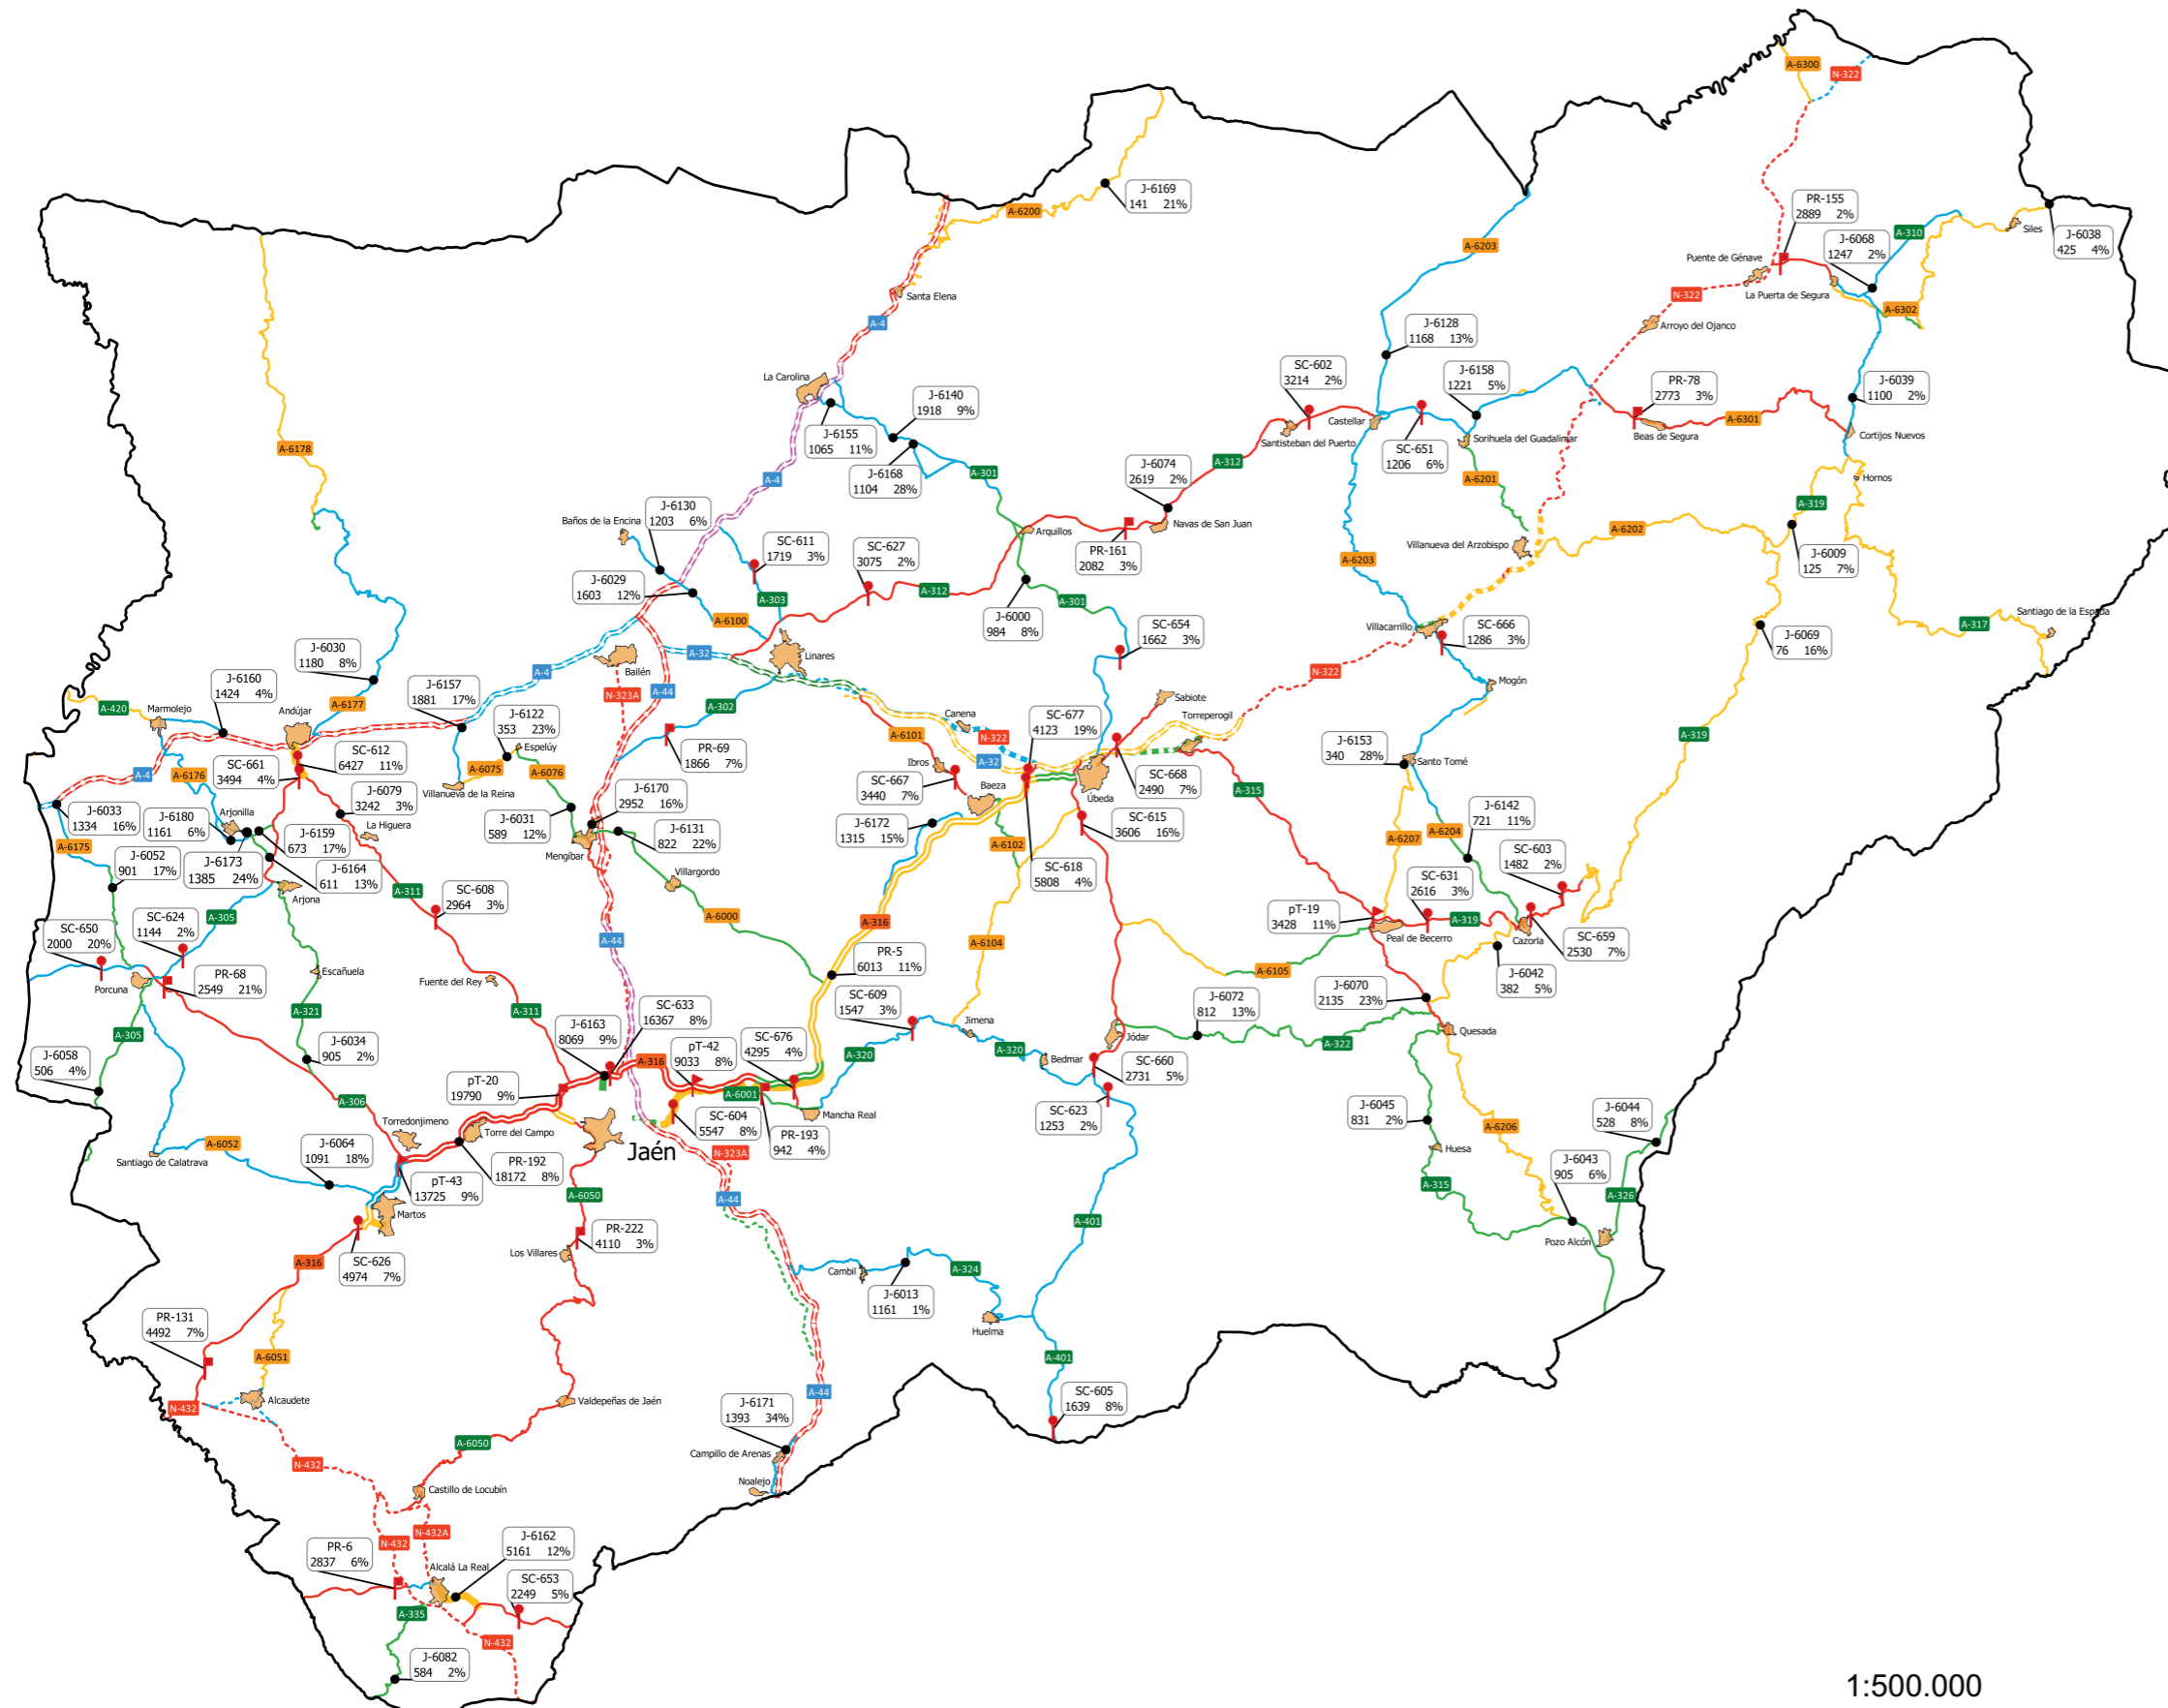 A-6300
N-322
J-6169
141 21%
A-6200
PR-155
2889 2%
J-6068
1247 2%
A-310
Siles
J-6038
425 4%
A-6203
Puente de Génave
La Puerta de Segura
N-322
A-6302
Santa Elena
A-4
Arroyo del Ojanco
J-6128
1168 13%
SC-602
3214 2%
J-6158
1221 5%
PR-78
2773 3%
J-6039
1100 2%
La Carolina
J-6140
1918 9%
J-6155
1065 11%
Castellar
Santisteban del Puerto
SC-651
1206 6%
Sorihuela del Guadalimar
Beas de Segura
A-6301
Cortijos Nuevos
A-6178
J-6168
1104 28%
A-301
J-6074
2619 2%
A-312
A-6201
A-4
Hornos
A-319
J-6130
1203 6%
Baños de la Encina
SC-611
1719 3%
SC-627
3075 2%
Arquillos
Navas de San Juan
PR-161
2082 3%
A-6202
Villanueva del Arzobispo
A-6203
J-6009
125 7%
J-6029
1603 12%
A-303
A-312
A-6100
J-6000
984 8%
A-301
Santiago de la Espada
A-317
Villacarrillo
SC-666
1286 3%
J-6069
76 16%
SC-654
1662 3%
J-6030
1180 8%
A-32
Linares
Bailén
A-4
N-322
J-6160
1424 4%
J-6157
1881 17%
N-323A
A-44
A-302
Mogón
Sabiote
A-6177
A-420
Marmolejo
Andújar
J-6122
353 23%
Espelúy
PR-69
1866 7%
Canena
N-322
SC-677
4123 19%
Torreperogil
A-6101
A-319
SC-612
6427 11%
SC-661
3494 4%
A-4
A-6176
A-6075
A-6076
Villanueva de la Reina
Ibros
A-32
SC-667
3440 7%
Baeza
Úbeda
SC-668
2490 7%
A-315
J-6153
340 28%
Santo Tomé
J-6033
1334 16%
J-6180
1161 6%
Arjonilla
J-6079
3242 3%
La Higuera
J-6159
673 17%
J-6031
589 12%
J-6170
2952 16%
J-6131
822 22%
Mengíbar
J-6172
1315 15%
A-6102
SC-615
3606 16%
J-6142
721 11%
A-6204
A-6207
A-6175
J-6052
901 17%
J-6173
1385 24%
J-6164
611 13%
Arjona
A-311
Villargordo
SC-618
5808 4%
SC-603
1482 2%
SC-631
2616 3%
SC-608
2964 3%
A-6000
A-316
SC-650
2000 20%
SC-624
1144 2%
A-305
pT-19
3428 11%
Peal de Becerro
A-319
Cazorla
SC-659
2530 7%
A-44
A-6104
Escañuela
Fuente del Rey
PR-5
6013 11%
A-6105
J-6042
382 5%
Porcuna
PR-68
2549 21%
A-321
A-311
SC-633
16367 8%
SC-609
1547 3%
J-6072
812 13%
J-6070
2135 23%
A-305
J-6034
905 2%
J-6163
8069 9%
Jimena
Jódar
Quesada
A-322
J-6058
506 4%
A-316
pT-42
9033 8%
SC-676
4295 4%
A-320
A-320
Bedmar
SC-660
2731 5%
pT-20
19790 9%
A-6001
Mancha Real
A-306
SC-623
1253 2%
J-6045
831 2%
J-6044
528 8%
Torredonjimeno
Torre del Campo
Jaén
SC-604
5547 8%
PR-193
942 4%
A-6206
A-6052
Santiago de Calatrava
J-6064
1091 18%
N-323A
Huesa
J-6043
905 6%
PR-192
18172 8%
pT-43
13725 9%
A-6050
A-44
A-315
A-326
Martos
A-401
PR-222
4110 3%
Los Villares
Pozo Alcón
SC-626
4974 7%
A-316
Cambil
A-324
J-6013
1161 1%
PR-131
4492 7%
Huelma
A-6051
A-401
Alcaudete
N-432
Valdepeñas de Jaén
A-44
SC-605
1639 8%
J-6171
1393 34%
A-6050
Campillo de Arenas
N-432
Noalejo
Castillo de Locubín
N-432A
N-432
PR-6
2837 6%
J-6162
5161 12%
Alcalá La Real
SC-653
2249 5%
A-335
N-432
J-6082
584 2%
1:500.000